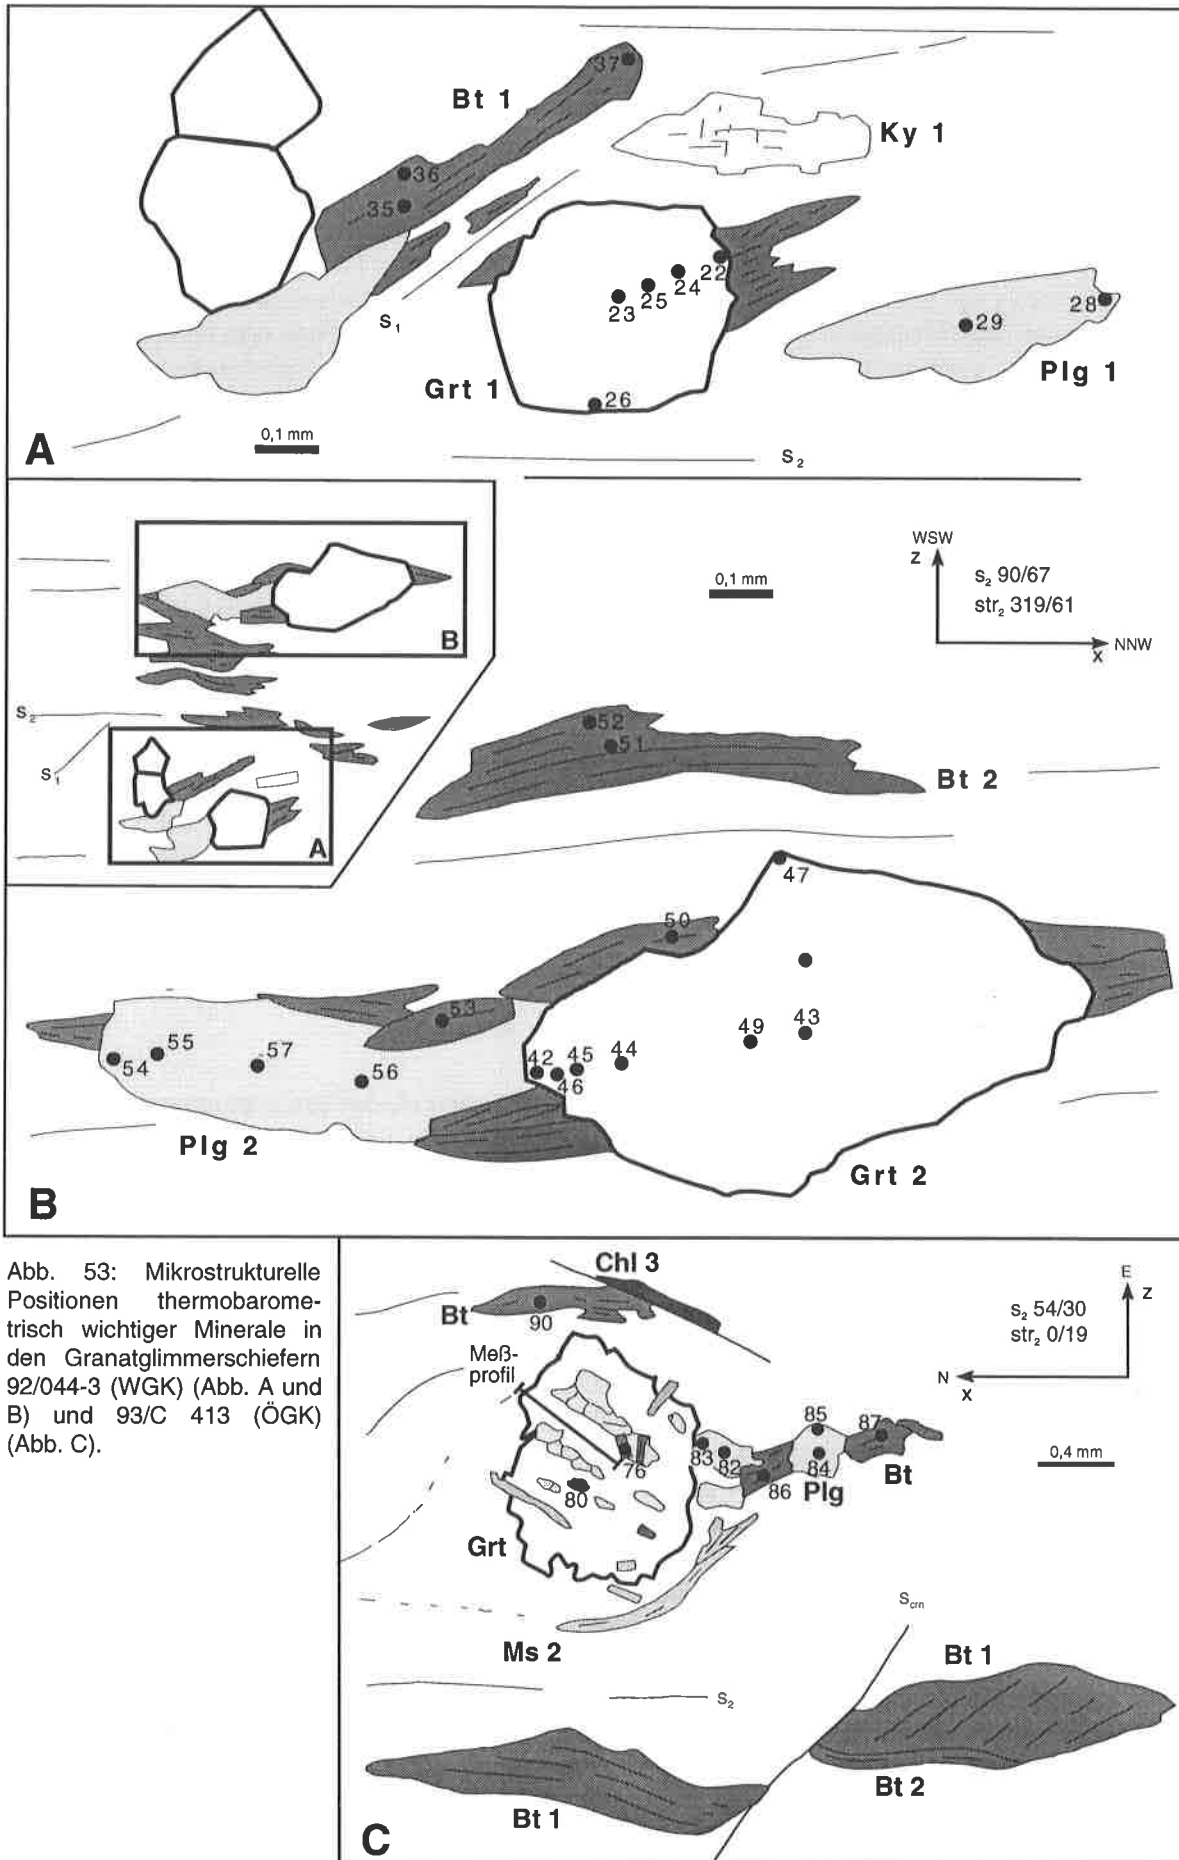 37
Bt 1
Ky 1
36
35
22
24
25
23
28
29
s1
Grt 1
Plg 1
26
0,1 mm
A
s2
WSW
z
0,1 mm
s2 90/67
str2 319/61
x
NNW
B
s2
s1
A
52
51
Bt 2
47
50
53
49
43
55
57
54
56
42
45
44
46
Plg 2
Grt 2
B
Abb. 53: Mikrostrukturelle
Positionen thermobarome-
trisch wichtiger Minerale in
den Granatglimmerschiefern
92/044-3 (WGK) (Abb. A und
B) und 93/C 413 (ÖGK)
(Abb. C).
Chl 3
E
z
Bt
90
s2 54/30
str2 0/19
Meß-
profil
N
x
85
87
83
82
84
76
86
Bt
Plg
0,4 mm
80
Grt
Scrn
Ms 2
Bt 1
s2
Bt 2
Bt 1
C